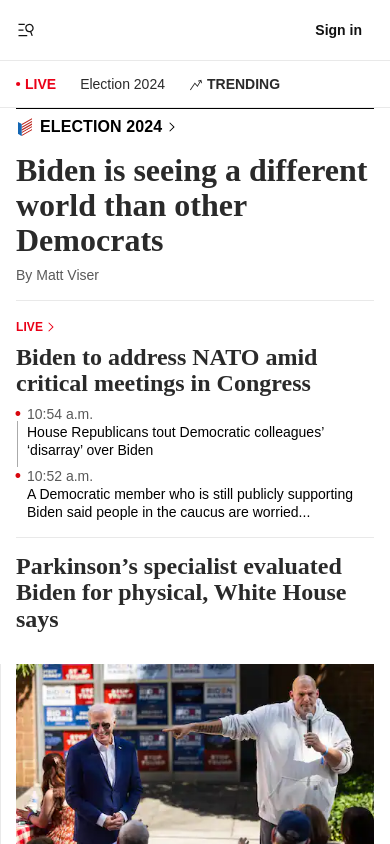 Sign in
LIVE
Election 2024
TRENDING
ELECTION 2024
Biden is seeing a different
world than other
Democrats
By Matt Viser
LIVE
Biden to address NATO amid
critical meetings in Congress
10:54 a.m.
House Republicans tout Democratic colleagues’
‘disarray’ over Biden
10:52 a.m.
A Democratic member who is still publicly supporting
Biden said people in the caucus are worried...
Parkinson’s specialist evaluated
Biden for physical, White House
says